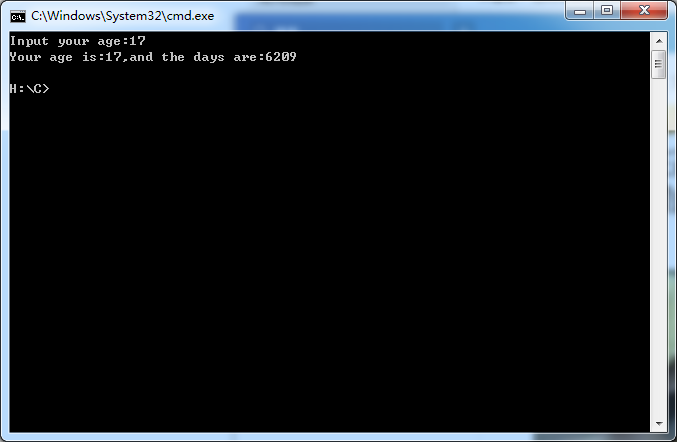 C:\Windows\System32\cmd.exe
Input your age:17
Your age is:17,and the days are:6209
H:\C>